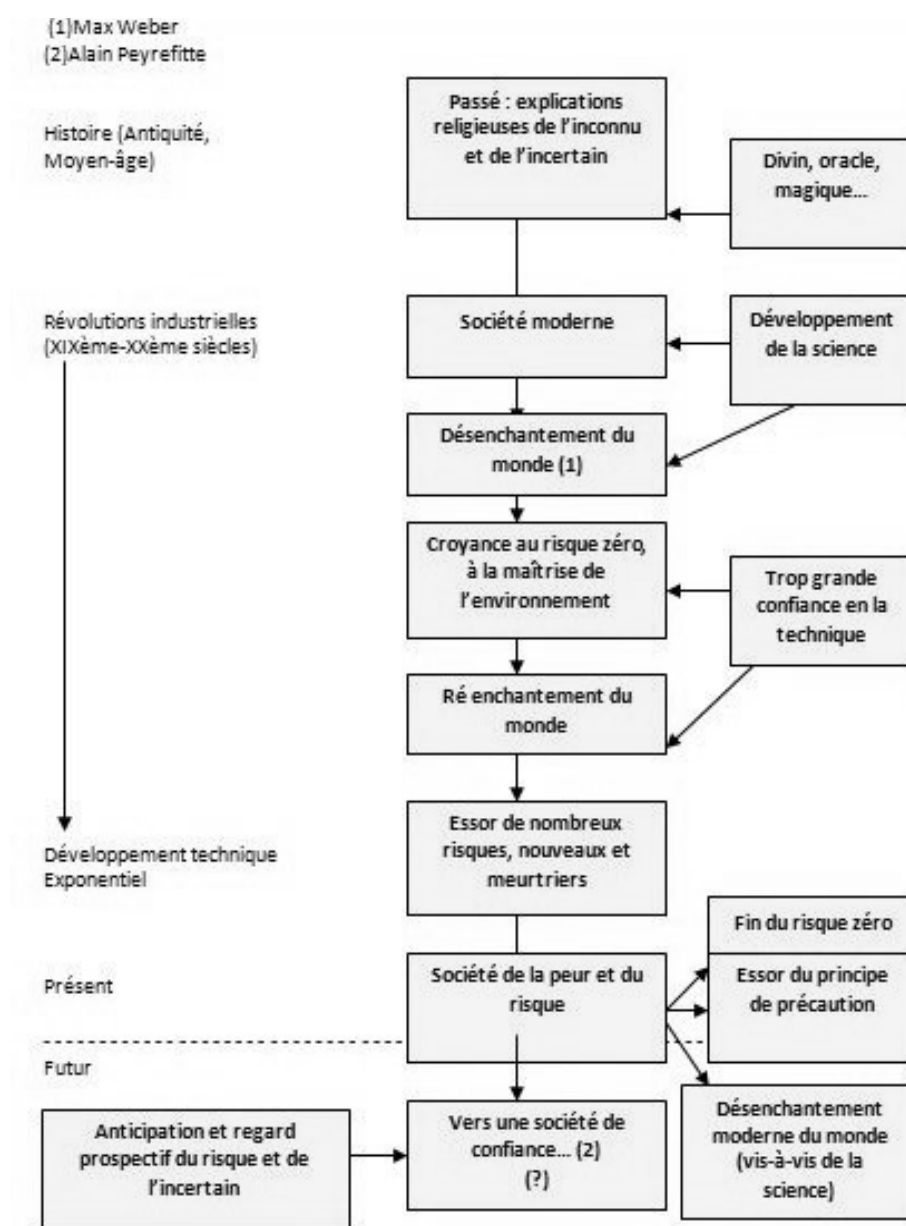 (1)Max Weber
(2)Alain Peyrefitte
Passé : explications
religieuses de l'inconnu
et de l'incertain
Histoire (Antiquité,
Moyen-âge)
Divin, oracle,
magique...
Révolutions industrielles
(XIXème-XXème siècles)
Société moderne
Développement
de la science
Désenchantement du
monde (1)
Croyance au risque zéro,
à la maîtrise de
l'environnement
Trop grande
confiance en la
technique
Ré enchantement du
monde
Essor de nombreux
risques, nouveaux et
meurtriers
Développement technique
Exponentiel
Fin du risque zéro
Présent
Société de la peur et du
risque
Essor du principe
de précaution
Futur
Anticipation et regard
prospectif du risque et de
l'incertain
Vers une société de
confiance... (2)
(?)
Désenchantement
moderne du monde
(vis-à-vis de la
science)